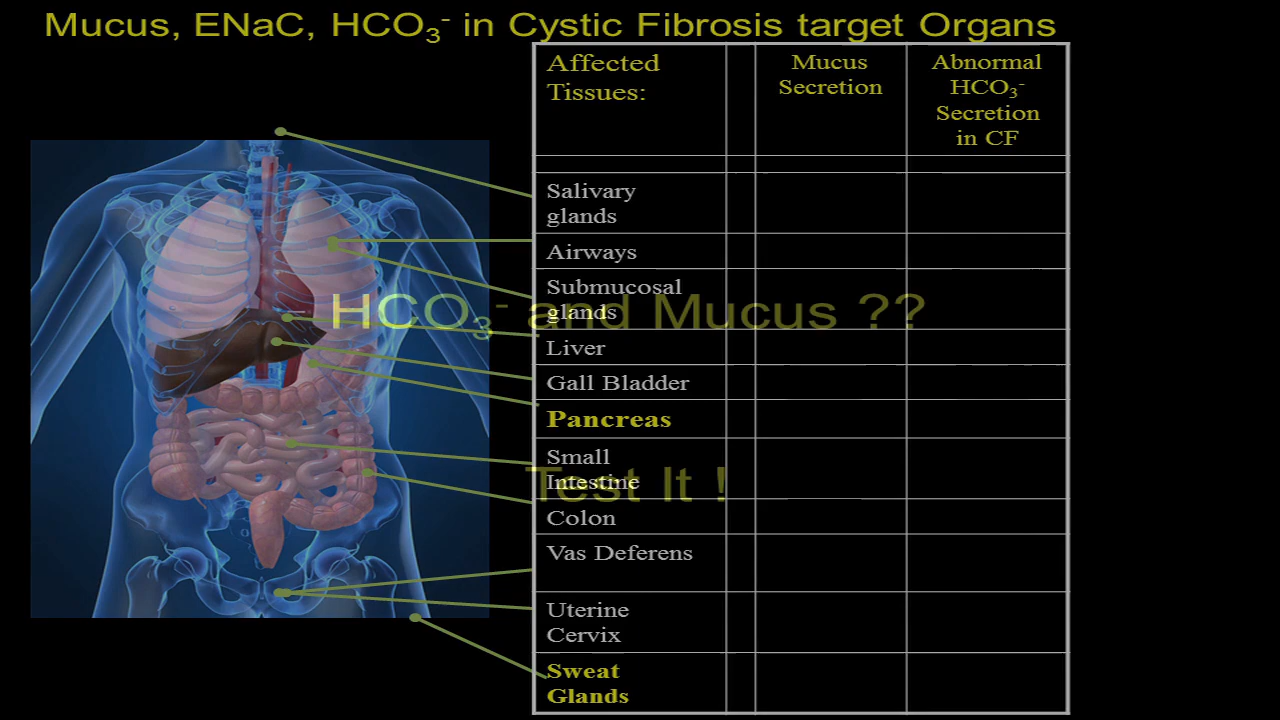 Mucus, ENaC, HCO₃⁻ in Cystic Fibrosis target Organs
Affected
Tissues:
Mucus
Secretion
Abnormal
HCO₃⁻
Secretion
in CF
Salivary
glands
Airways
Submucosal
glands
HCO₃⁻ and Mucus ??
Liver
Gall Bladder
Pancreas
Small
Intestine
Test It !
Colon
Vas Deferens
Uterine
Cervix
Sweat
Glands